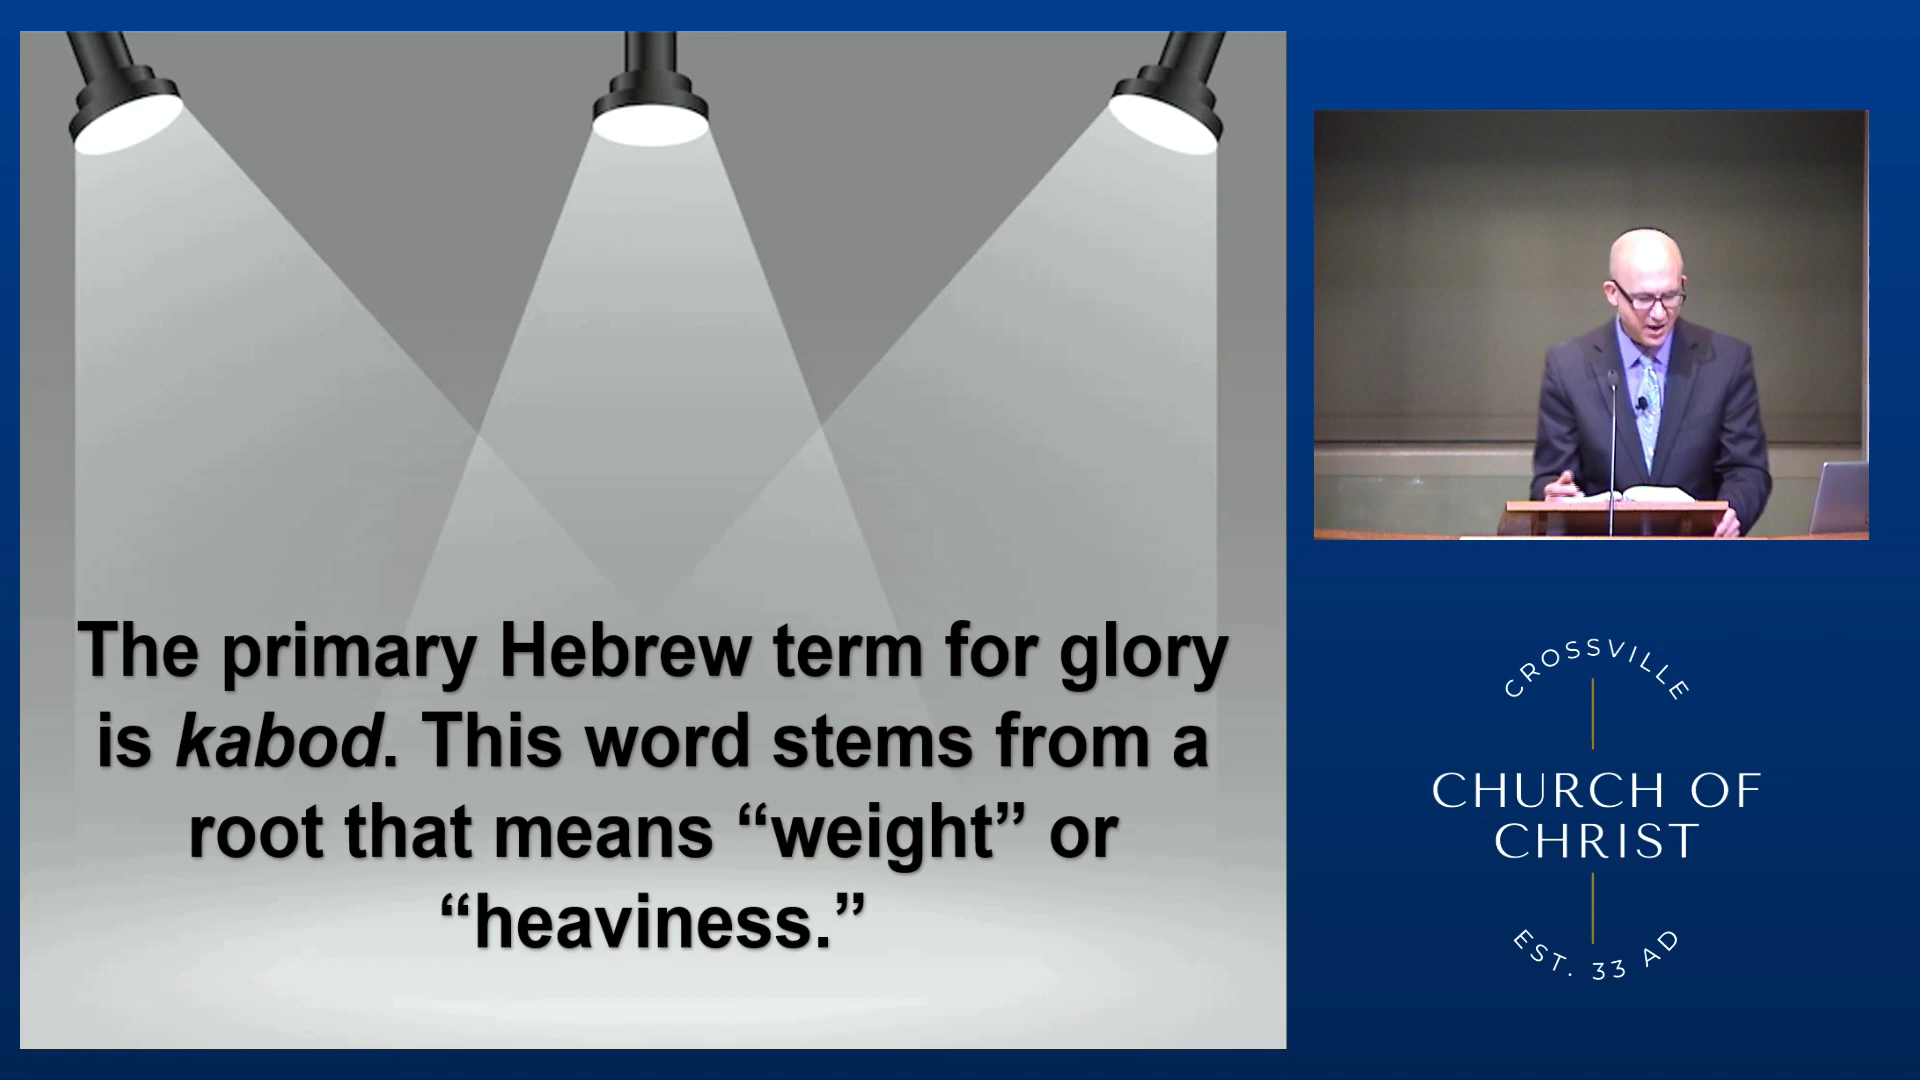 The primary Hebrew term for glory
is kabod. This word stems from a
root that means “weight” or
“heaviness.”
CROSSVILLE
CHURCH OF
CHRIST
EST. 33 AD